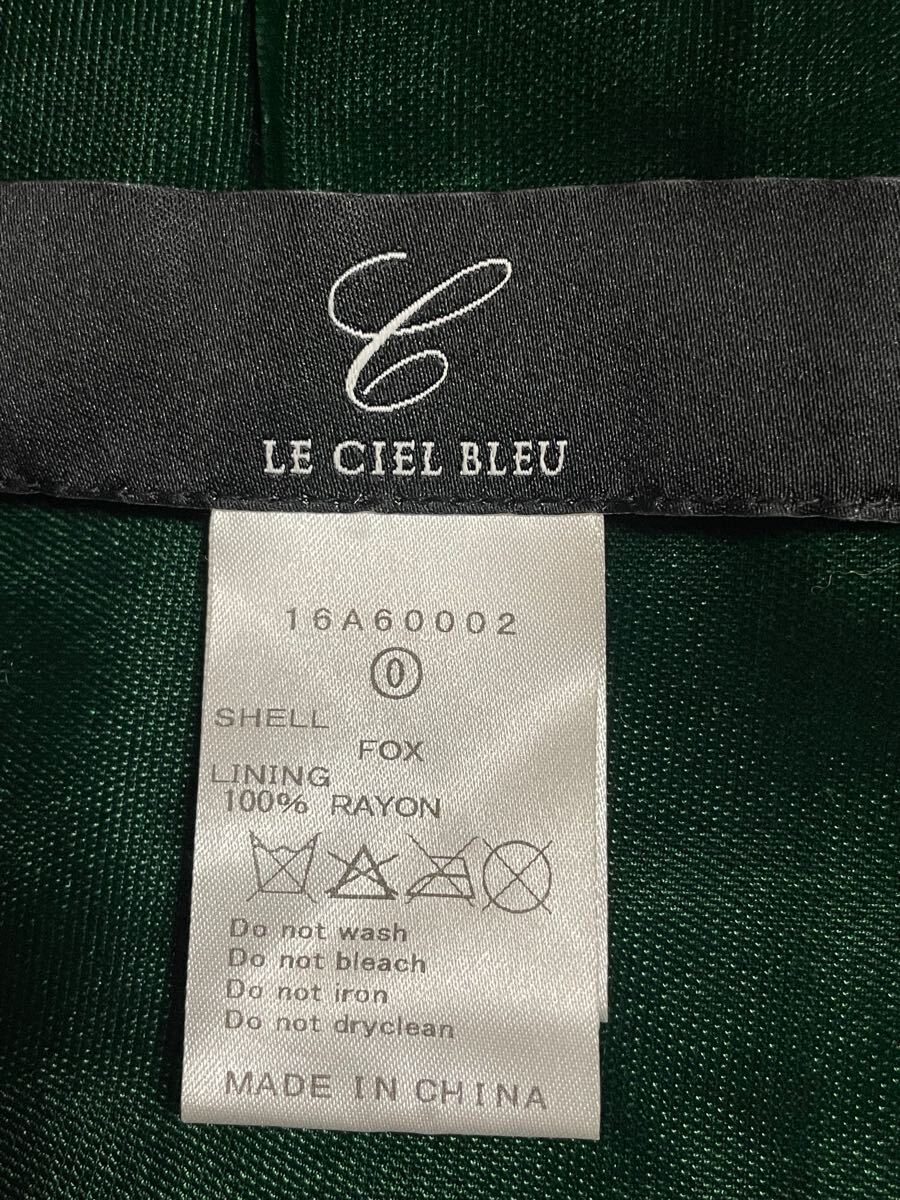 C
LE CIEL BLEU
16A60002
0
SHELL
FOX
LINING
100% RAYON
Do not wash
Do not bleach
Do not iron
Do not dryclean
MADE IN CHINA